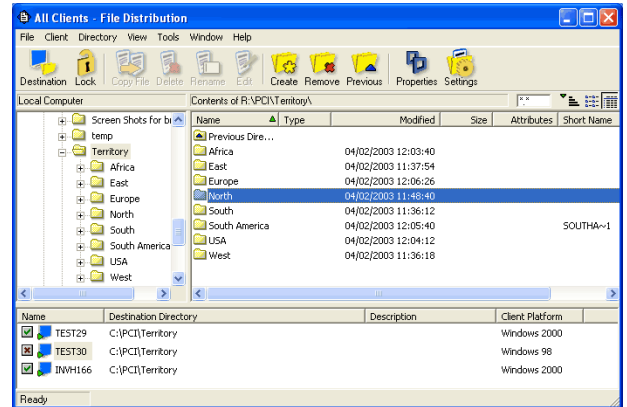 All Clients - File Distribution
File Client Directory View Tools Window Help
Destination Lock Copy File Delete Rename Edit Create Remove Previous Properties Settings
Local Computer Contents of R:\PCI\Territory\ *.*
Screen Shots for br
temp
Territory
Africa
East
Europe
North
South
South America
USA
West
Name Type Modified Size Attributes Short Name
Previous Dire...
Africa 04/02/2003 12:03:40
East 04/02/2003 11:37:54
Europe 04/02/2003 12:06:26
North 04/02/2003 11:48:40
South 04/02/2003 11:36:12
South America 04/02/2003 12:05:40 SOUTHA~1
USA 04/02/2003 12:04:12
West 04/02/2003 11:36:18
Name Destination Directory Description Client Platform
TEST29 C:\PCI\Territory Windows 2000
TEST30 C:\PCI\Territory Windows 98
INVH166 C:\PCI\Territory Windows 2000
Ready